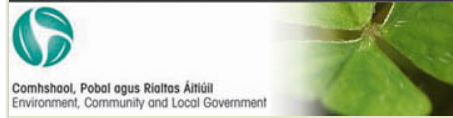 Comhshaol, Pobal agus Rialtas Áitiúil
Environment, Community and Local Government